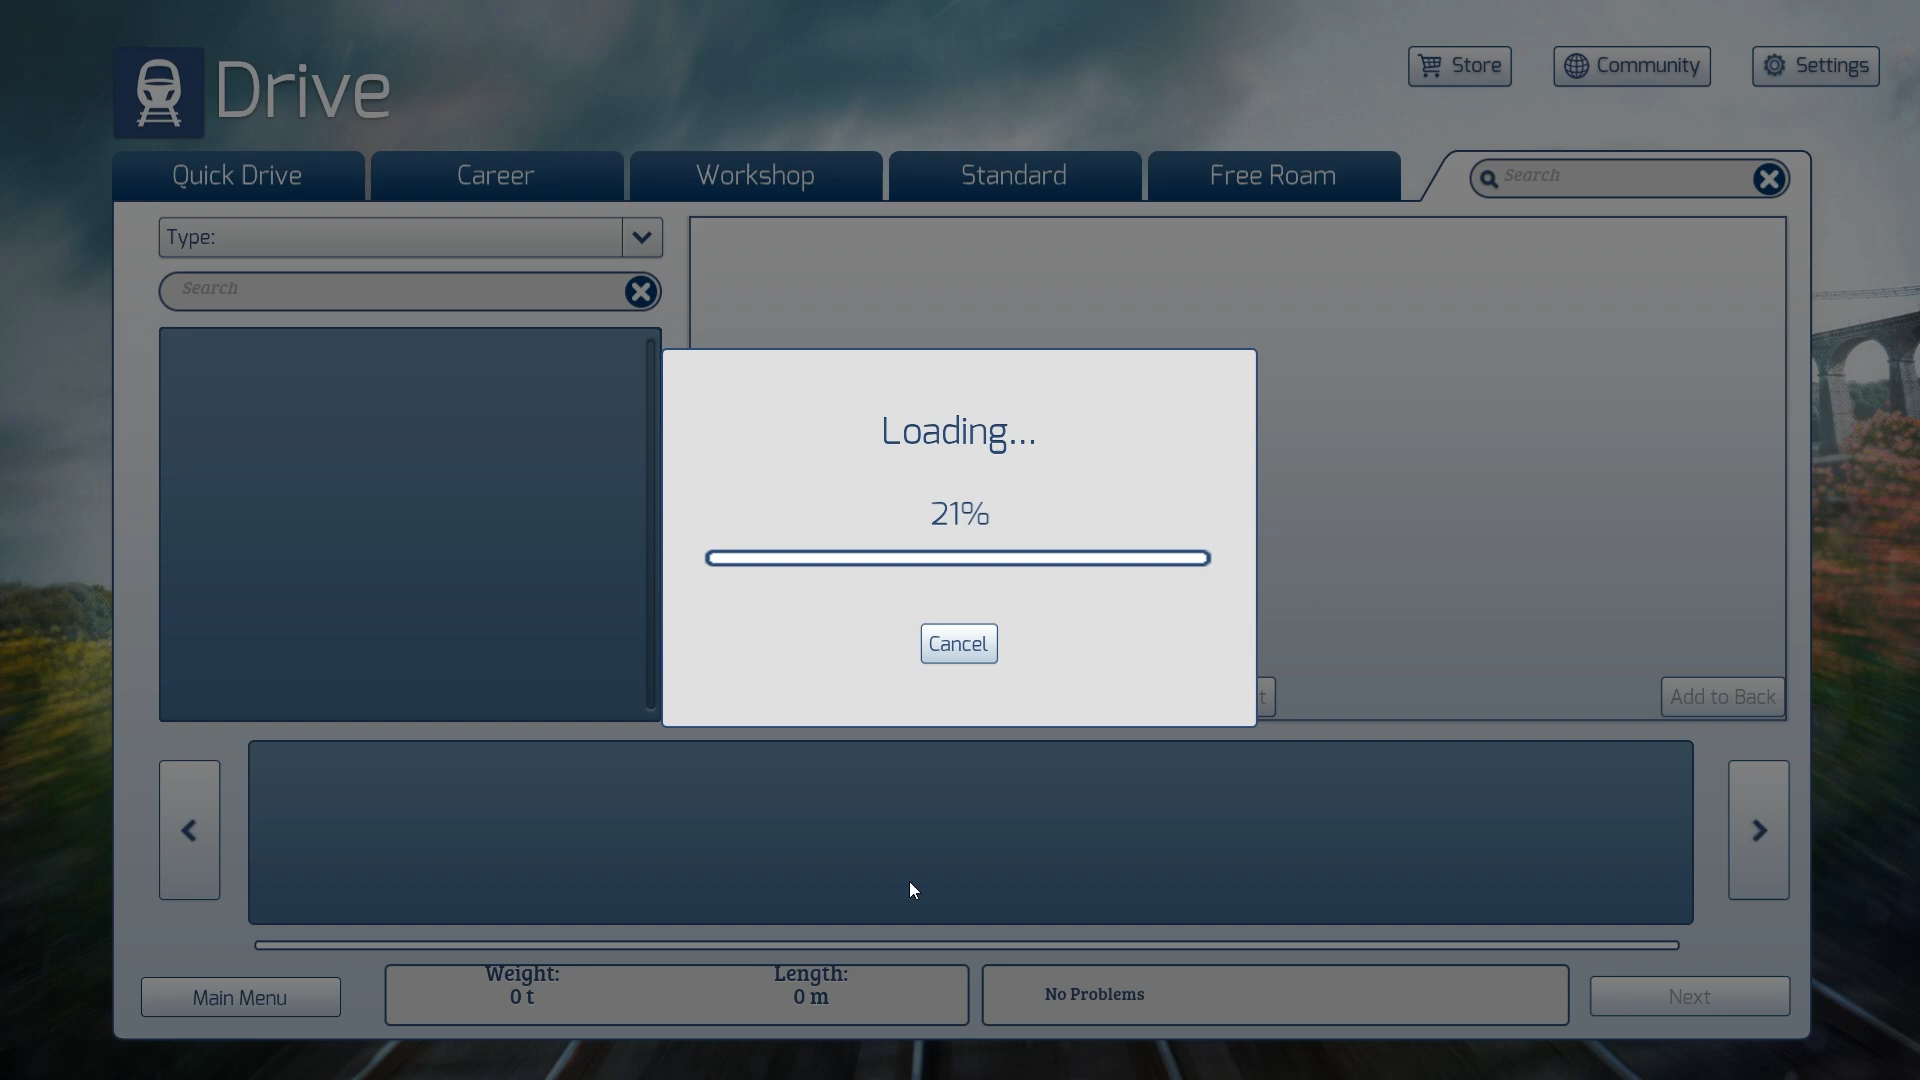 Drive
Store
Community
Settings
Quick Drive
Career
Workshop
Standard
Free Roam
Search
Type:
Search
Loading...
21%
Cancel
t
Add to Back
Weight:
0 t
Length:
0 m
No Problems
Main Menu
Next